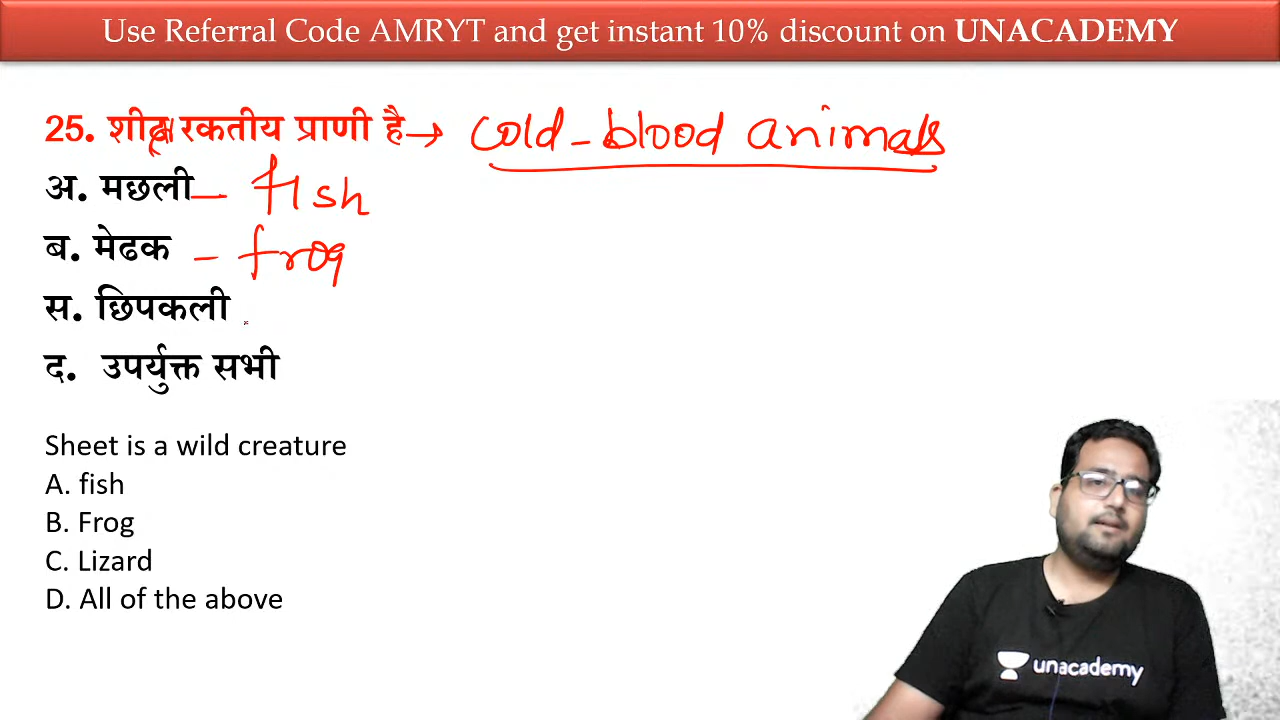 Use Referral Code AMRYT and get instant 10% discount on UNACADEMY
25. शीत रकतीय प्राणी है → cold-blood animals
अ. मछली - fish
ब. मेढक - frog
स. छिपकली
द. उपर्युक्त सभी
Sheet is a wild creature
A. fish
B. Frog
C. Lizard
D. All of the above
unacademy